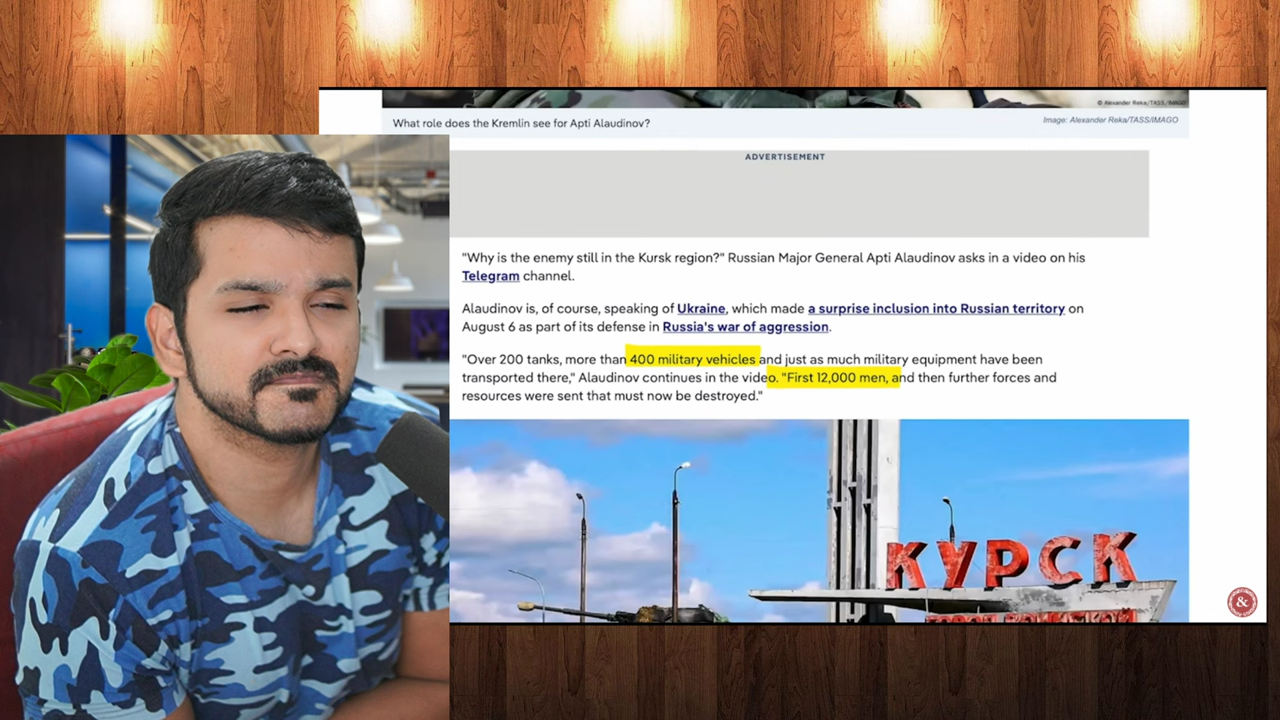 © Alexander Reka/TASS/IMAGO
What role does the Kremlin see for Apti Alaudinov?
Image: Alexander Reka/TASS/IMAGO
ADVERTISEMENT
"Why is the enemy still in the Kursk region?" Russian Major General Apti Alaudinov asks in a video on his
Telegram channel.
Alaudinov is, of course, speaking of Ukraine, which made a surprise inclusion into Russian territory on
August 6 as part of its defense in Russia's war of aggression.
"Over 200 tanks, more than 400 military vehicles and just as much military equipment have been
transported there," Alaudinov continues in the video. "First 12,000 men, and then further forces and
resources were sent that must now be destroyed."
КУРСК
&